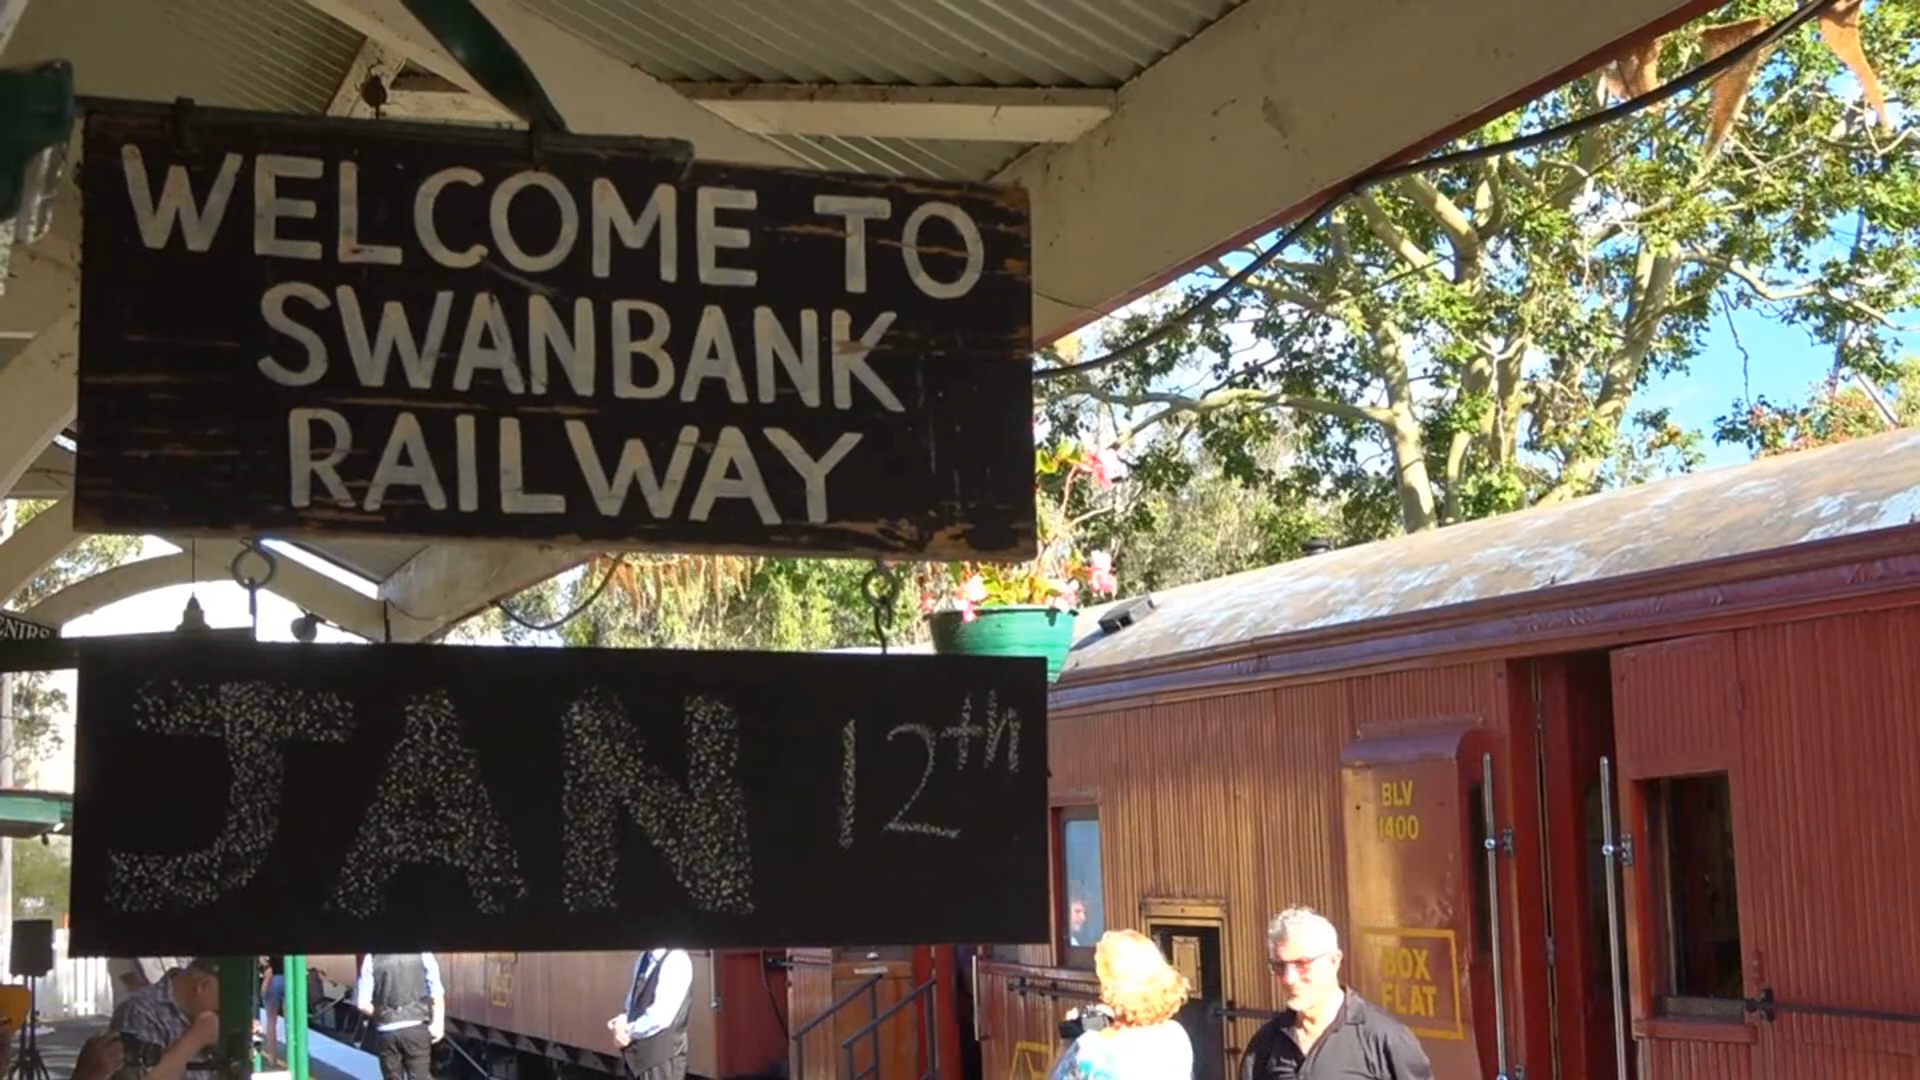 WELCOME TO
SWANBANK
RAILWAY
JAN 12th
BLV
1400
BOX
FLAT